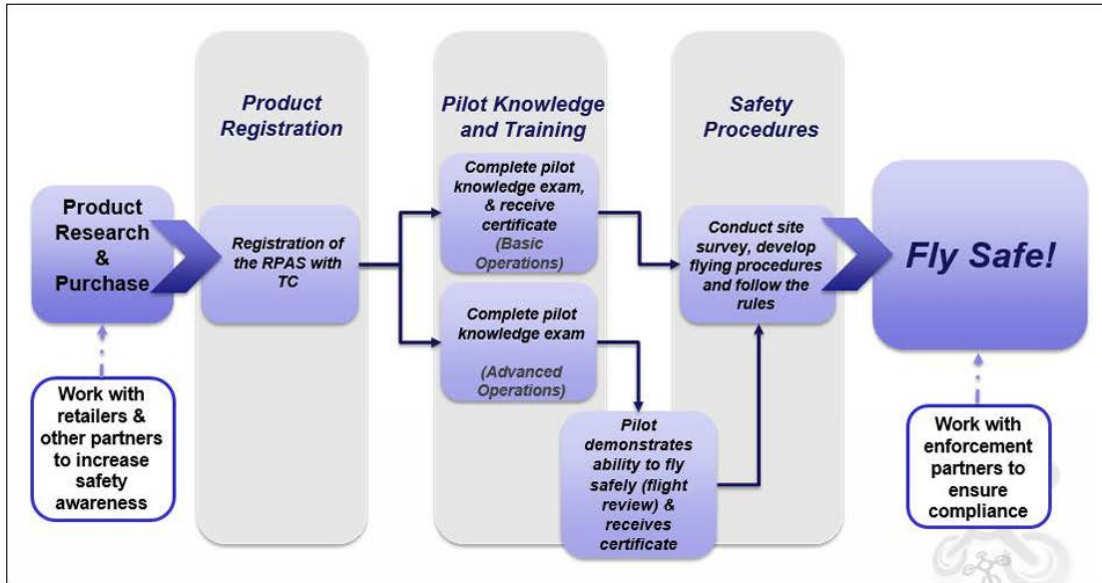 Product
Registration
Pilot Knowledge
and Training
Safety
Procedures
Product
Research
&
Purchase
Registration of
the RPAS with
TC
Complete pilot
knowledge exam,
& receive
certificate
(Basic
Operations)
Complete pilot
knowledge exam
(Advanced
Operations)
Pilot
demonstrates
ability to fly
safely (flight
review) &
receives
certificate
Conduct site
survey, develop
flying procedures
and follow the
rules
Fly Safe!
Work with
retailers &
other partners
to increase
safety
awareness
Work with
enforcement
partners to
ensure
compliance